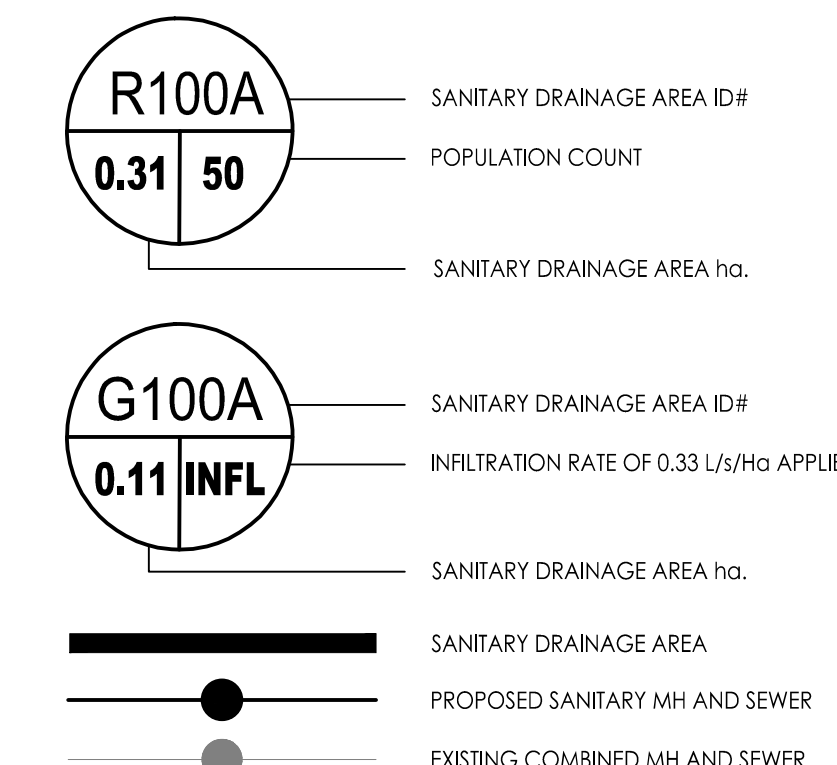 R100A
SANITARY DRAINAGE AREA ID#
0.31 50
POPULATION COUNT
SANITARY DRAINAGE AREA ha.
G100A
SANITARY DRAINAGE AREA ID#
0.11 INFL
INFILTRATION RATE OF 0.33 L/s/Ha APPLIE
SANITARY DRAINAGE AREA ha.
SANITARY DRAINAGE AREA
PROPOSED SANITARY MH AND SEWER
EXISTING COMBINED MH AND SEWER